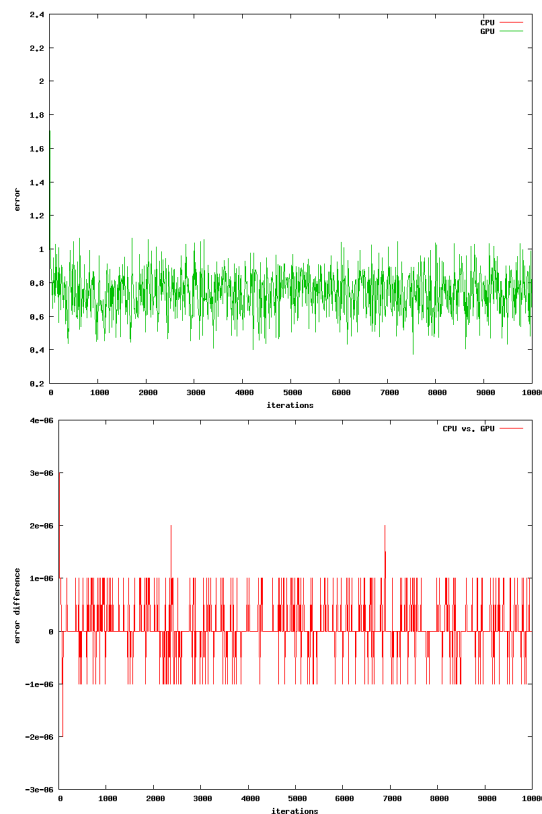 2.4
CPU
GPU
2.2
2
1.8
1.6
1.4
error
1.2
1
0.8
0.6
0.4
0.2
0 1000 2000 3000 4000 5000 6000 7000 8000 9000 10000
iterations
4e-06
CPU vs. GPU
3e-06
2e-06
1e-06
error difference
0
-1e-06
-2e-06
-3e-06
0 1000 2000 3000 4000 5000 6000 7000 8000 9000 10000
iterations